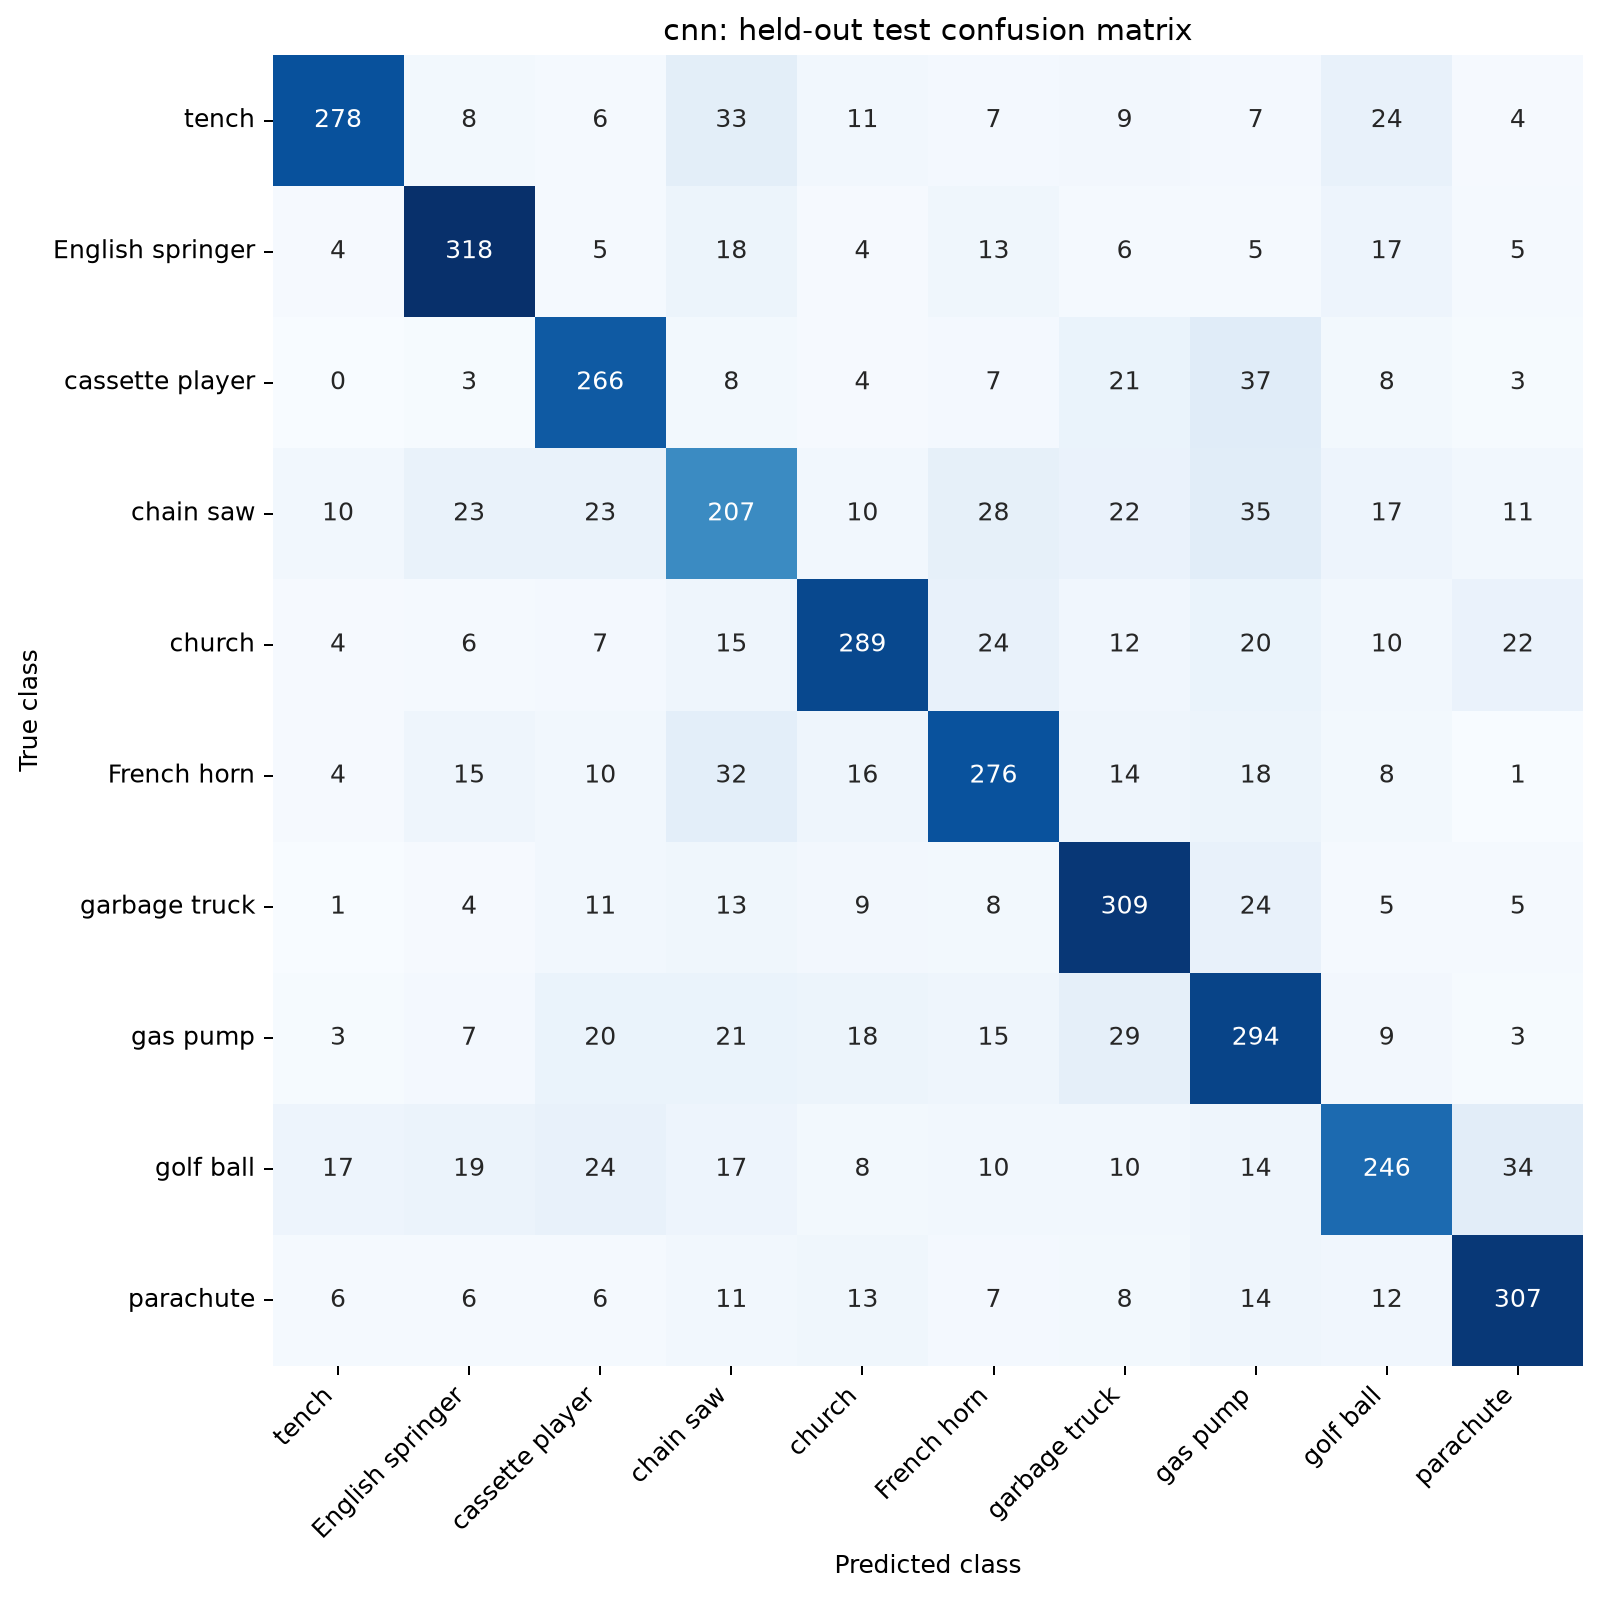 cnn: held-out test confusion matrix
tench 278 8 6 33 11 7 9 7 24 4
English springer 4 318 5 18 4 13 6 5 17 5
cassette player 0 3 266 8 4 7 21 37 8 3
chain saw 10 23 23 207 10 28 22 35 17 11
church 4 6 7 15 289 24 12 20 10 22
French horn 4 15 10 32 16 276 14 18 8 1
garbage truck 1 4 11 13 9 8 309 24 5 5
gas pump 3 7 20 21 18 15 29 294 9 3
golf ball 17 19 24 17 8 10 10 14 246 34
parachute 6 6 6 11 13 7 8 14 12 307
True class
tench English springer cassette player chain saw church French horn garbage truck gas pump golf ball parachute
Predicted class